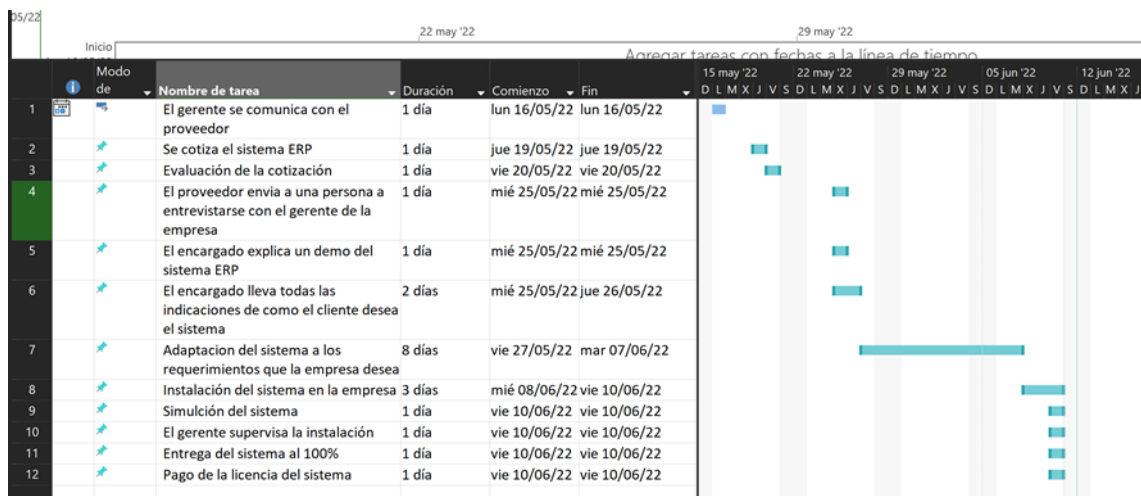 05/22
22 may '22 29 may '22
Inicio
Agregar tareas con fechas a la línea de tiempo
Modo de Nombre de tarea Duración Comienzo Fin 15 may '22 22 may '22 29 may '22 05 jun '22 12 jun '22
D L M X J V S D L M X J V S D L M X J V S D L M X J V S D L M X J
1 El gerente se comunica con el 1 día lun 16/05/22 lun 16/05/22
proveedor
2 Se cotiza el sistema ERP 1 día jue 19/05/22 jue 19/05/22
3 Evaluación de la cotización 1 día vie 20/05/22 vie 20/05/22
4 El proveedor envia a una persona a 1 día mié 25/05/22 mié 25/05/22
entrevistarse con el gerente de la
empresa
5 El encargado explica un demo del 1 día mié 25/05/22 mié 25/05/22
sistema ERP
6 El encargado lleva todas las 2 días mié 25/05/22 jue 26/05/22
indicaciones de como el cliente desea
el sistema
7 Adaptacion del sistema a los 8 días vie 27/05/22 mar 07/06/22
requerimientos que la empresa desea
8 Instalación del sistema en la empresa 3 días mié 08/06/22 vie 10/06/22
9 Simulción del sistema 1 día vie 10/06/22 vie 10/06/22
10 El gerente supervisa la instalación 1 día vie 10/06/22 vie 10/06/22
11 Entrega del sistema al 100% 1 día vie 10/06/22 vie 10/06/22
12 Pago de la licencia del sistema 1 día vie 10/06/22 vie 10/06/22